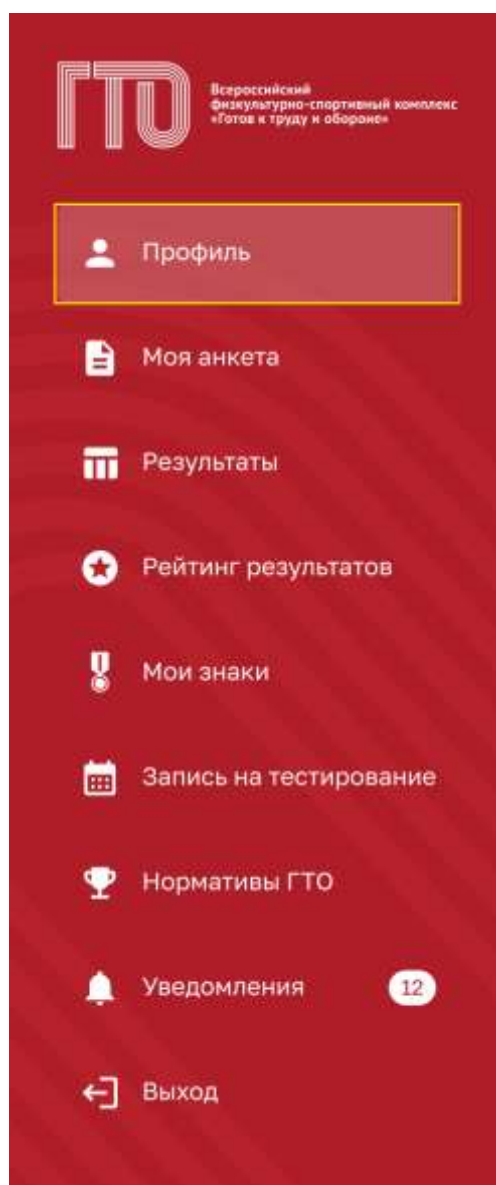 ГТО
Всероссийский
физкультурно-спортивный комплекс
«Готов к труду и обороне»
Профиль
Моя анкета
Результаты
Рейтинг результатов
Мои знаки
Запись на тестирование
Нормативы ГТО
Уведомления 12
Выход